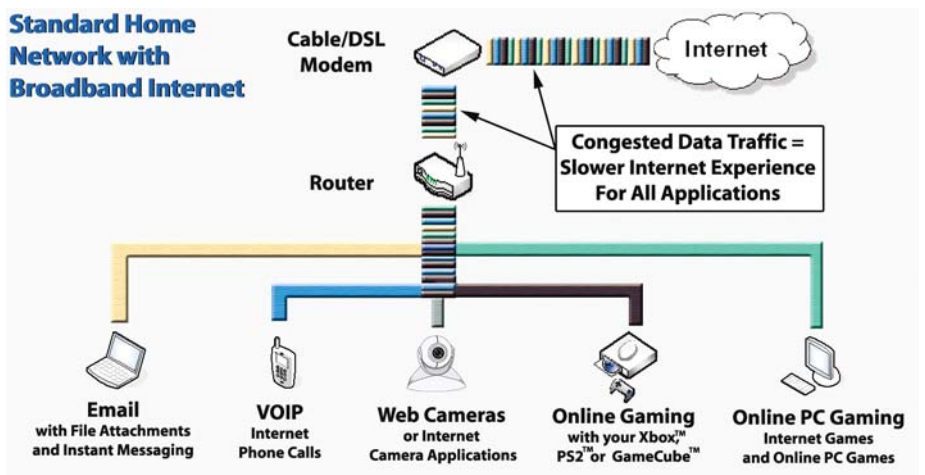 Standard Home
Network with
Broadband Internet
Cable/DSL
Modem
Internet
Congested Data Traffic =
Slower Internet Experience
For All Applications
Router
Email
with File Attachments
and Instant Messaging
VOIP
Internet
Phone Calls
Web Cameras
or Internet
Camera Applications
Online Gaming
with your Xbox,™
PS2™or GameCube™
Online PC Gaming
Internet Games
and Online PC Games